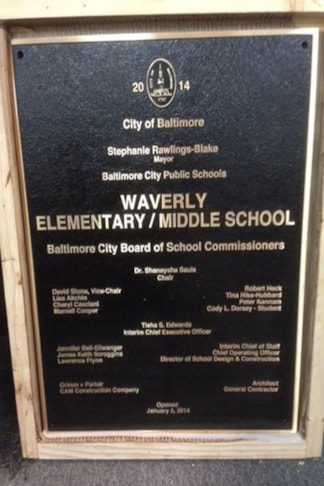 20 14
City of Baltimore
Stephanie Rawlings-Blake
Mayor
Baltimore City Public Schools
WAVERLY
ELEMENTARY / MIDDLE SCHOOL
Baltimore City Board of School Commissioners
Dr. Shanaysha Sauls
Chair
David Stone, Vice-Chair Robert Heck
Lisa Akchin Tina Hike-Hubbard
Cheryl Casciani Peter Kannam
Marnell Cooper Cody L. Dorsey - Student
Tisha S. Edwards
Interim Chief Executive Officer
Jennifer Bell-Ellwanger Interim Chief of Staff
James Keith Scroggins Chief Operating Officer
Lawrence Flynn Director of School Design & Construction
Grimm + Parker Architect
CAM Construction Company General Contractor
Opened
January 2, 2014